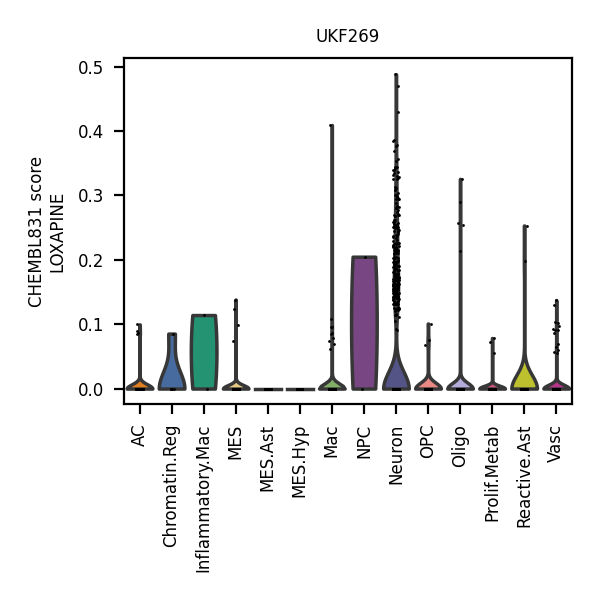 UKF269
CHEMBL831 score
LOXAPINE
0.5
0.4
0.3
0.2
0.1
0.0
AC
Chromatin.Reg
Inflammatory.Mac
MES
MES.Ast
MES.Hyp
Mac
NPC
Neuron
OPC
Oligo
Prolif.Metab
Reactive.Ast
Vasc